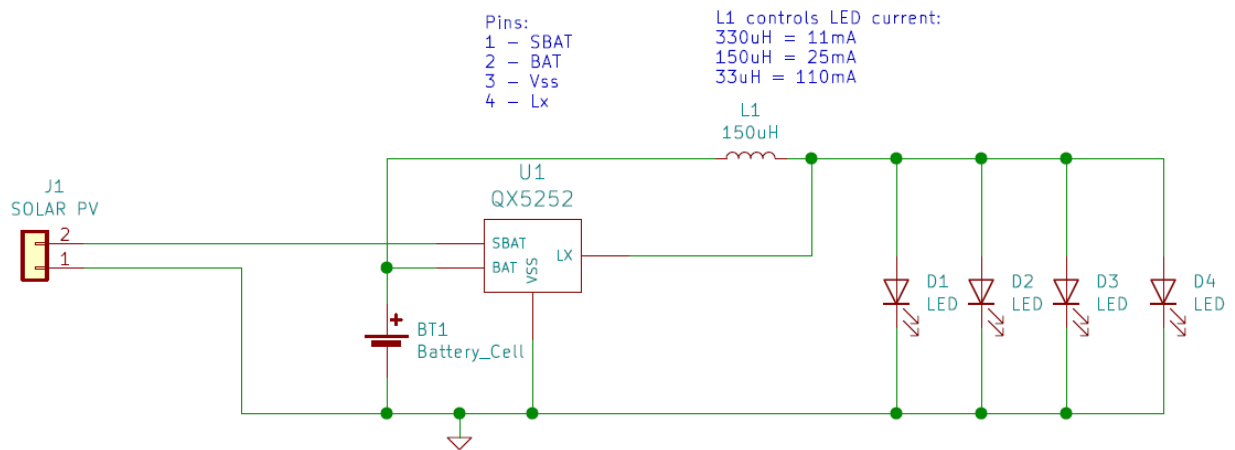 Pins:
1 – SBAT
2 – BAT
3 – Vss
4 – Lx
L1 controls LED current:
330uH = 11mA
150uH = 25mA
33uH = 110mA
L1
150uH
U1
QX5252
SBAT
BAT
VSS
LX
J1
SOLAR PV
2
1
BT1
Battery_Cell
D1
LED
D2
LED
D3
LED
D4
LED